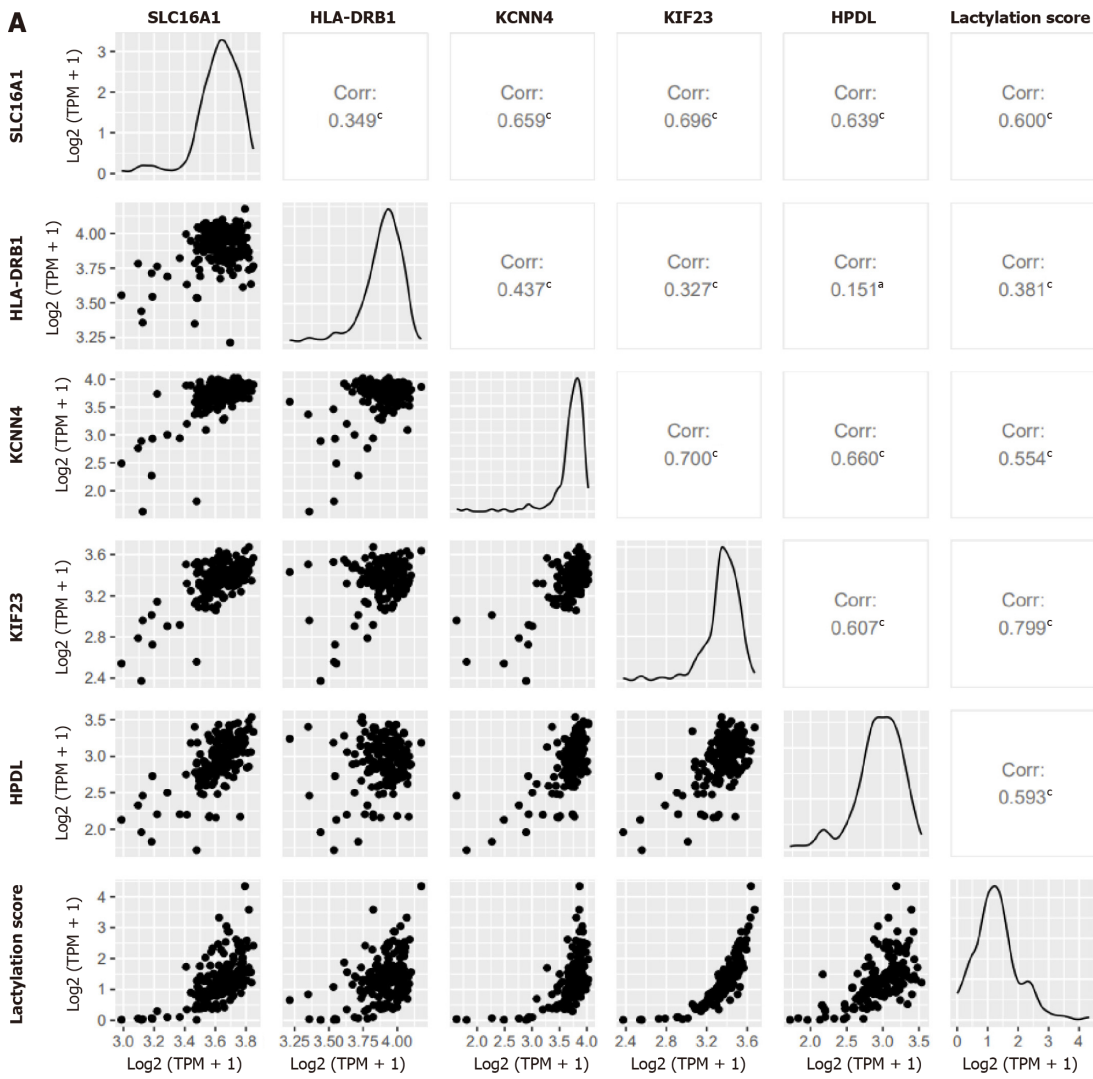 A
SLC16A1 HLA-DRB1 KCNN4 KIF23 HPDL Lactylation score
SLC16A1
Log2 (TPM + 1)
3
2
1
0
Corr:
0.349c
Corr:
0.659c
Corr:
0.696c
Corr:
0.639c
Corr:
0.600c
HLA-DRB1
Log2 (TPM + 1)
4.00
3.75
3.50
3.25
Corr:
0.437c
Corr:
0.327c
Corr:
0.151a
Corr:
0.381c
KCNN4
Log2 (TPM + 1)
4.0
3.5
3.0
2.5
2.0
Corr:
0.700c
Corr:
0.660c
Corr:
0.554c
KIF23
Log2 (TPM + 1)
3.6
3.2
2.8
2.4
Corr:
0.607c
Corr:
0.799c
HPDL
Log2 (TPM + 1)
3.5
3.0
2.5
2.0
Corr:
0.593c
Lactylation score
Log2 (TPM + 1)
4
3
2
1
0
3.0 3.2 3.4 3.6 3.8 3.25 3.50 3.75 4.00 2.0 2.5 3.0 3.5 4.0 2.4 2.8 3.2 3.6 2.0 2.5 3.0 3.5 0 1 2 3 4
Log2 (TPM + 1) Log2 (TPM + 1) Log2 (TPM + 1) Log2 (TPM + 1) Log2 (TPM + 1) Log2 (TPM + 1)